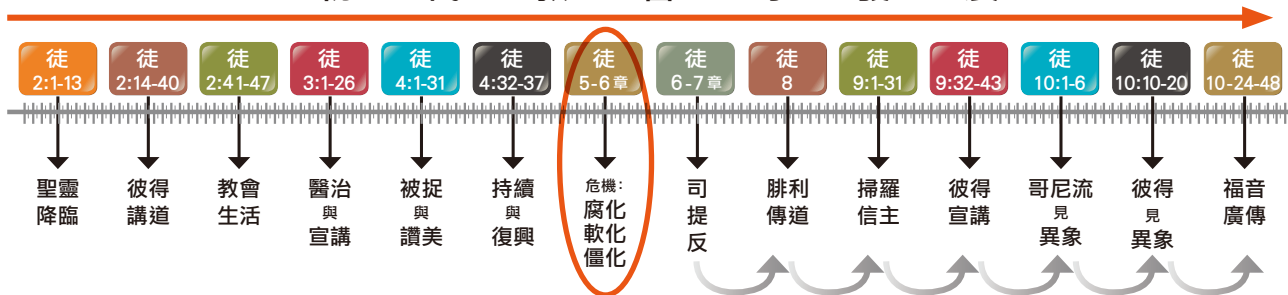 徒
2:1-13
徒
2:14-40
徒
2:41-47
徒
3:1-26
徒
4:1-31
徒
4:32-37
徒
5-6章
徒
6-7章
徒
8
徒
9:1-31
徒
9:32-43
徒
10:1-6
徒
10:10-20
徒
10-24-48
聖靈
降臨
彼得
講道
教會
生活
醫治
與
宣講
被捉
與
讚美
持續
與
復興
危機：
腐化
軟化
僵化
司
提
反
腓利
傳道
掃羅
信主
彼得
宣講
哥尼流
見
異象
彼得
見
異象
福音
廣傳